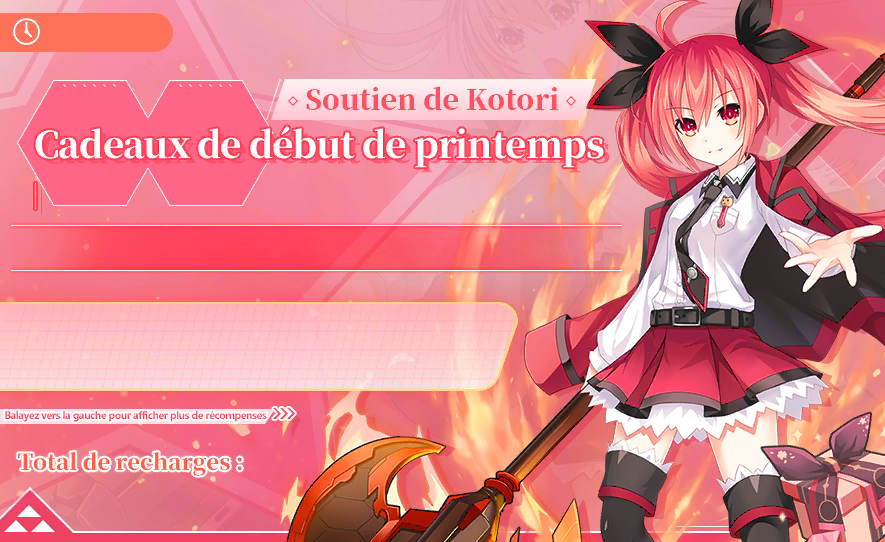 Soutien de Kotori
Cadeaux de début de printemps
Balayez vers la gauche pour afficher plus de récompenses
Total de recharges :